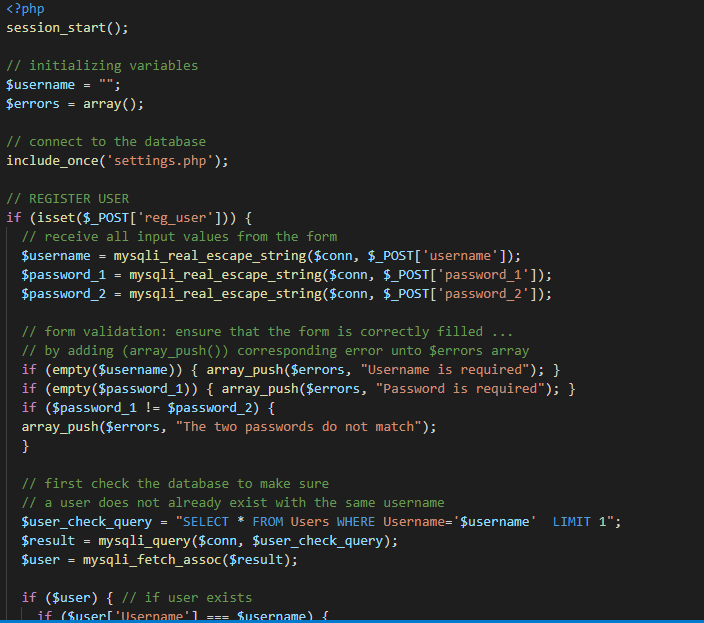 <?php
session_start();
// initializing variables
$username = "";
$errors = array();
// connect to the database
include_once('settings.php');
// REGISTER USER
if (isset($_POST['reg_user'])) {
// receive all input values from the form
$username = mysqli_real_escape_string($conn, $_POST['username']);
$password_1 = mysqli_real_escape_string($conn, $_POST['password_1']);
$password_2 = mysqli_real_escape_string($conn, $_POST['password_2']);
// form validation: ensure that the form is correctly filled ...
// by adding (array_push()) corresponding error unto $errors array
if (empty($username)) { array_push($errors, "Username is required"); }
if (empty($password_1)) { array_push($errors, "Password is required"); }
if ($password_1 != $password_2) {
array_push($errors, "The two passwords do not match");
}
// first check the database to make sure
// a user does not already exist with the same username
$user_check_query = "SELECT * FROM Users WHERE Username='$username'  LIMIT 1";
$result = mysqli_query($conn, $user_check_query);
$user = mysqli_fetch_assoc($result);
if ($user) { // if user exists
if ($user['Username'] === $username) {